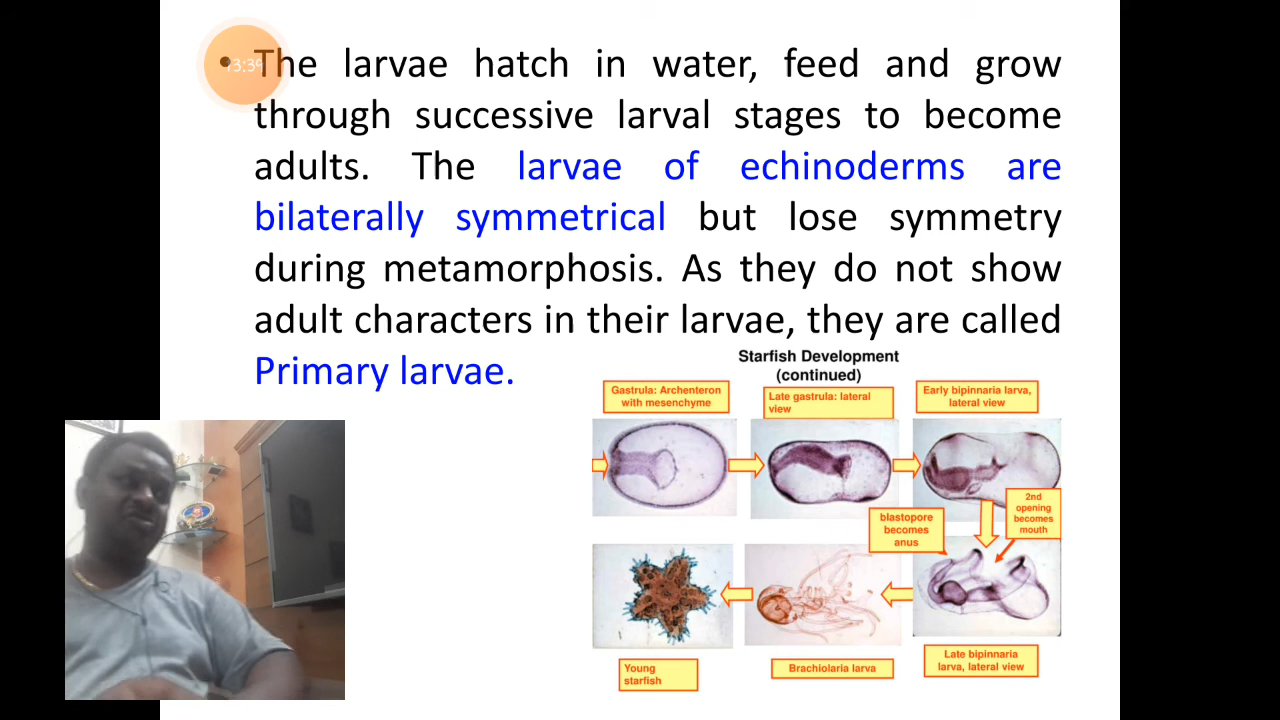 • The larvae hatch in water, feed and grow
through successive larval stages to become
adults. The larvae of echinoderms are
bilaterally symmetrical but lose symmetry
during metamorphosis. As they do not show
adult characters in their larvae, they are called
Primary larvae.
13:39
Starfish Development
(continued)
Gastrula: Archenteron
with mesenchyme
Late gastrula: lateral
view
Early bipinnaria larva,
lateral view
2nd
opening
becomes
mouth
blastopore
becomes
anus
Young
starfish
Brachiolaria larva
Late bipinnaria
larva, lateral view